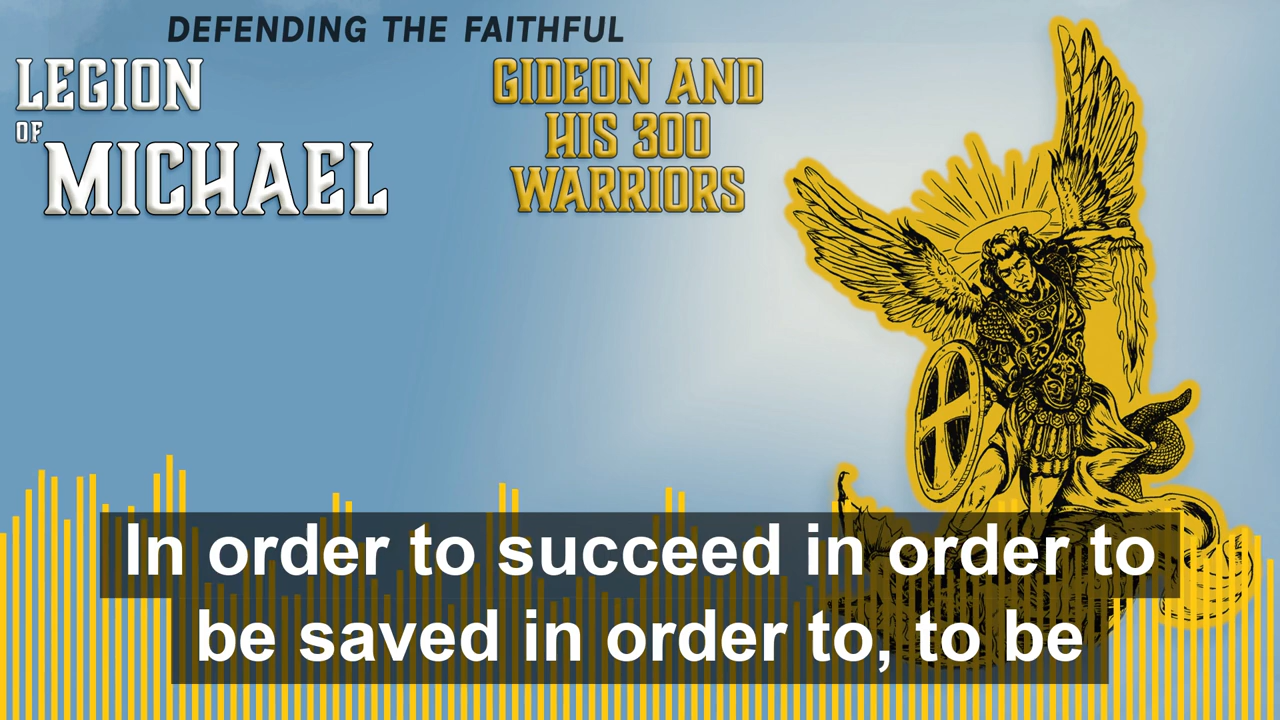 DEFENDING THE FAITHFUL
LEGION
OF
MICHAEL
GIDEON AND
HIS 300
WARRIORS
In order to succeed in order to
be saved in order to, to be